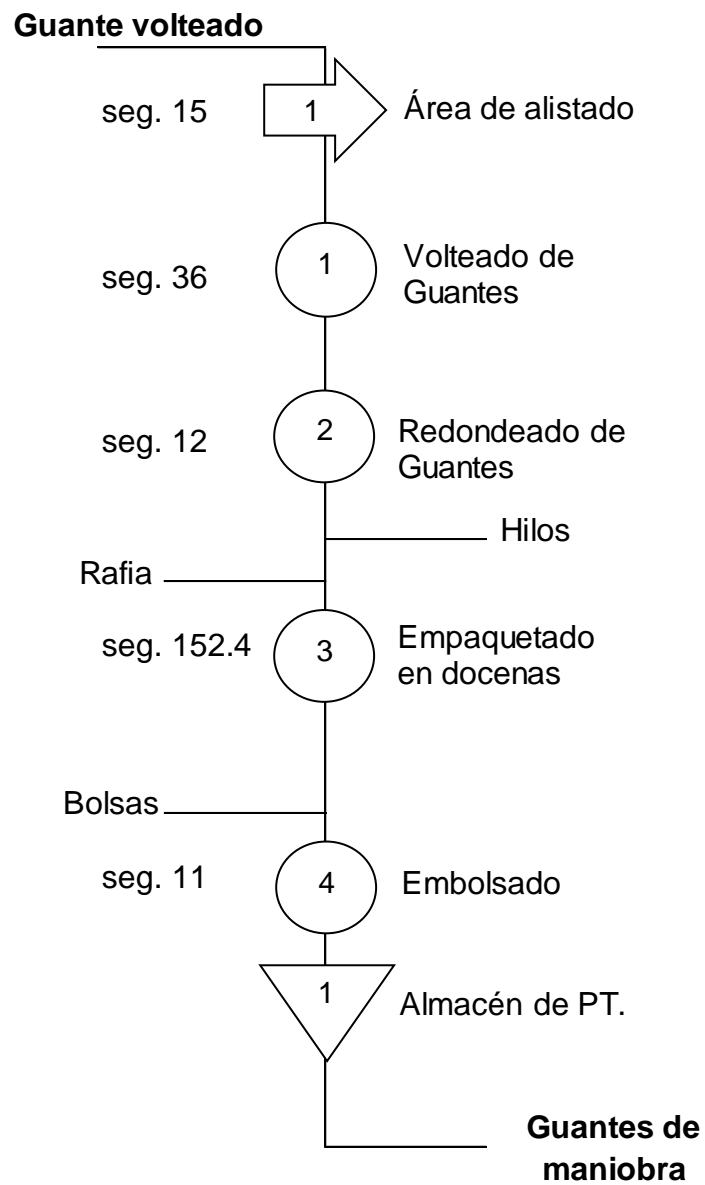 Guante volteado
seg. 15
1
Área de alistado
seg. 36
1
Volteado de
Guantes
seg. 12
2
Redondeado de
Guantes
Hilos
Rafia
seg. 152.4
3
Empaquetado
en docenas
Bolsas
seg. 11
4
Embolsado
1
Almacén de PT.
Guantes de
maniobra